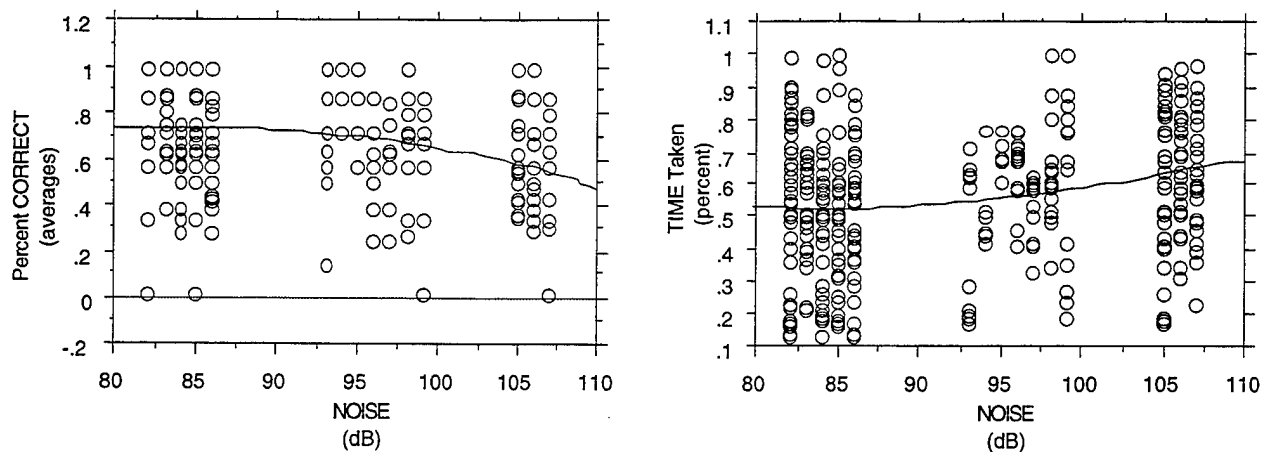 Percent CORRECT
(averages)
1.2
1
.8
.6
.4
.2
0
-.2
80 85 90 95 100 105 110
NOISE
(dB)
TIME Taken
(percent)
1.1
1
.9
.8
.7
.6
.5
.4
.3
.2
.1
80 85 90 95 100 105 110
NOISE
(dB)